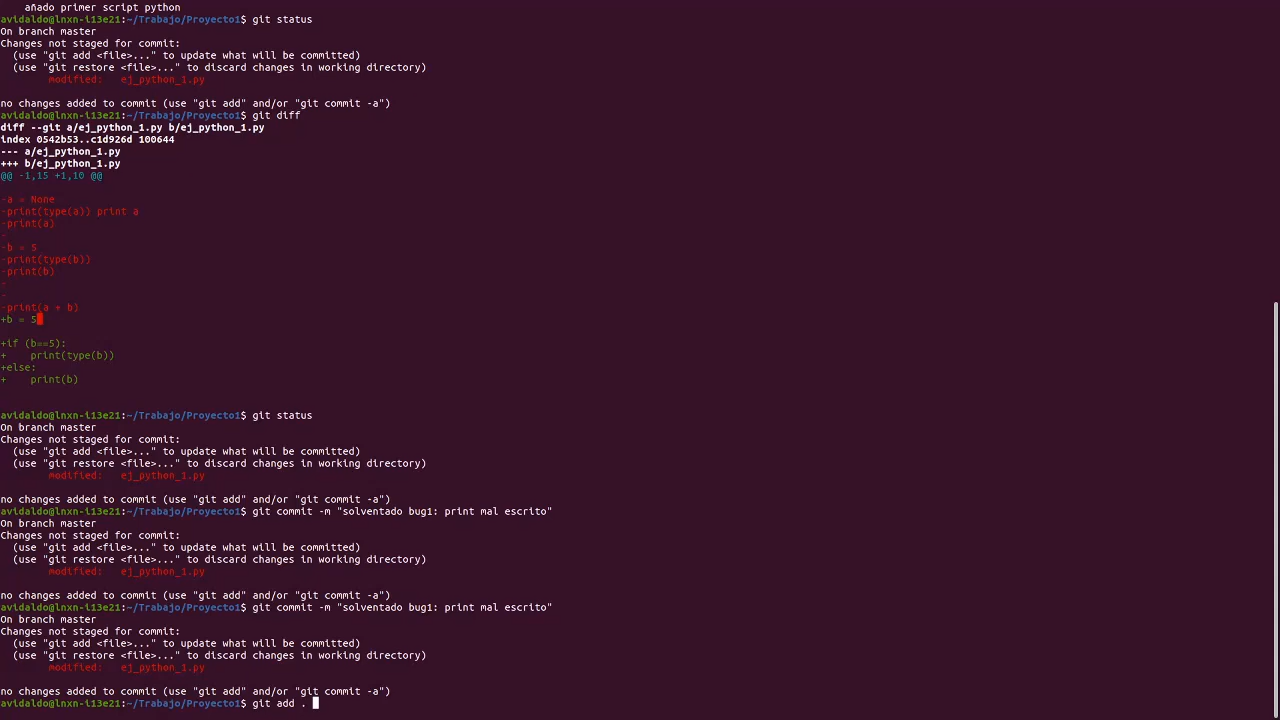 añado primer script python
avidaldo@lnxn-i13e21:~/Trabajo/Proyecto1$ git status
On branch master
Changes not staged for commit:
  (use "git add <file>..." to update what will be committed)
  (use "git restore <file>..." to discard changes in working directory)
        modified:   ej_python_1.py
no changes added to commit (use "git add" and/or "git commit -a")
avidaldo@lnxn-i13e21:~/Trabajo/Proyecto1$ git diff
diff --git a/ej_python_1.py b/ej_python_1.py
index 0542b53..c1d926d 100644
--- a/ej_python_1.py
+++ b/ej_python_1.py
@@ -1,15 +1,10 @@
-a = None
-print(type(a)) print a
-print(a)
-
-b = 5
-print(type(b))
-print(b)
-
-
-print(a + b)
+b = 5
+if (b==5):
+    print(type(b))
+else:
+    print(b)
avidaldo@lnxn-i13e21:~/Trabajo/Proyecto1$ git status
On branch master
Changes not staged for commit:
  (use "git add <file>..." to update what will be committed)
  (use "git restore <file>..." to discard changes in working directory)
        modified:   ej_python_1.py
no changes added to commit (use "git add" and/or "git commit -a")
avidaldo@lnxn-i13e21:~/Trabajo/Proyecto1$ git commit -m "solventado bug1: print mal escrito"
On branch master
Changes not staged for commit:
  (use "git add <file>..." to update what will be committed)
  (use "git restore <file>..." to discard changes in working directory)
        modified:   ej_python_1.py
no changes added to commit (use "git add" and/or "git commit -a")
avidaldo@lnxn-i13e21:~/Trabajo/Proyecto1$ git commit -m "solventado bug1: print mal escrito"
On branch master
Changes not staged for commit:
  (use "git add <file>..." to update what will be committed)
  (use "git restore <file>..." to discard changes in working directory)
        modified:   ej_python_1.py
no changes added to commit (use "git add" and/or "git commit -a")
avidaldo@lnxn-i13e21:~/Trabajo/Proyecto1$ git add .